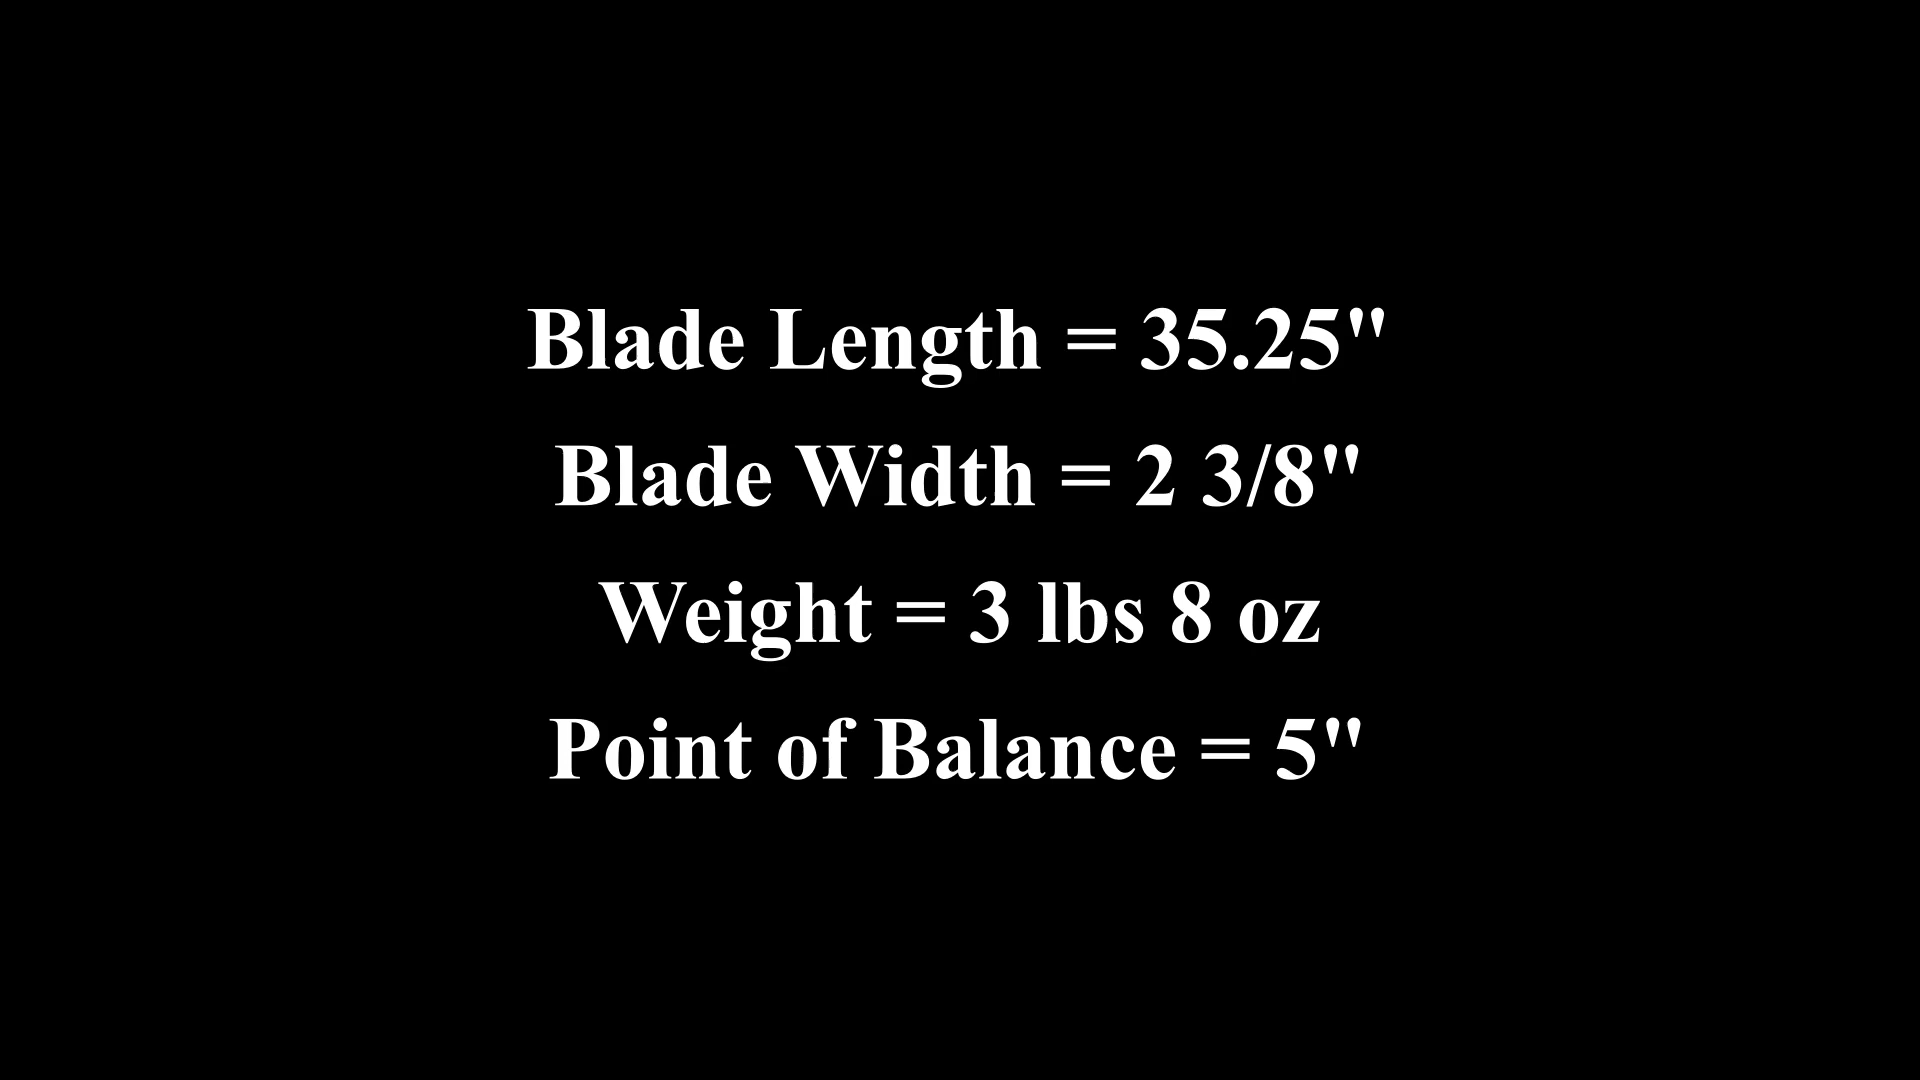 Blade Length = 35.25"
Blade Width = 2 3/8"
Weight = 3 lbs 8 oz
Point of Balance = 5"